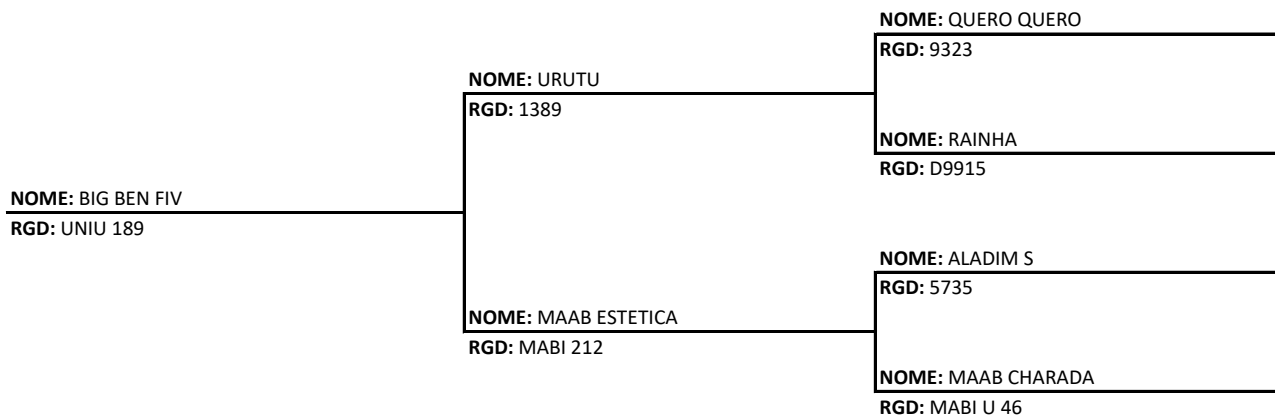 NOME: QUERO QUERO
RGD: 9323
NOME: URUTU
RGD: 1389
NOME: RAINHA
RGD: D9915
NOME: BIG BEN FIV
RGD: UNIU 189
NOME: ALADIM S
RGD: 5735
NOME: MAAB ESTETICA
RGD: MABI 212
NOME: MAAB CHARADA
RGD: MABI U 46